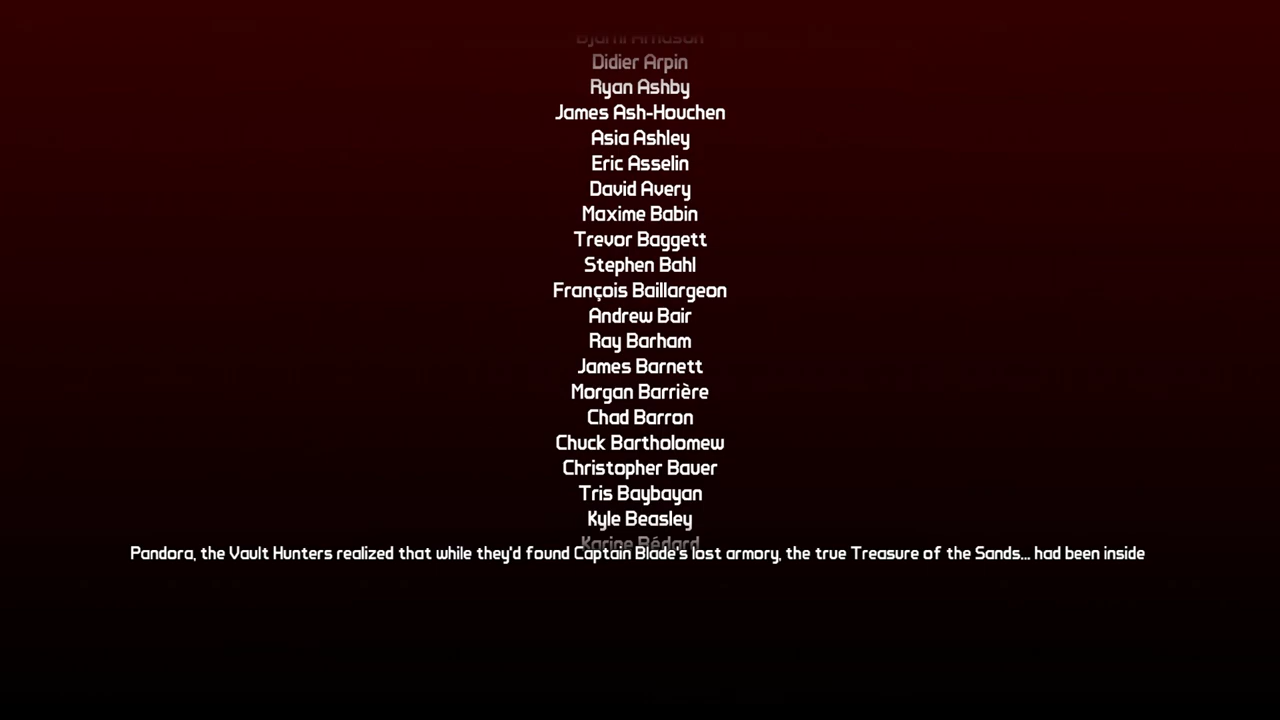 Didier Arpin
Ryan Ashby
James Ash-Houchen
Asia Ashley
Eric Asselin
David Avery
Maxime Babin
Trevor Baggett
Stephen Bahl
François Baillargeon
Andrew Bair
Ray Barham
James Barnett
Morgan Barrière
Chad Barron
Chuck Bartholomew
Christopher Bauer
Tris Baybayan
Kyle Beasley
Karine Bédard
Pandora, the Vault Hunters realized that while they'd found Captain Blade's lost armory, the true Treasure of the Sands... had been inside